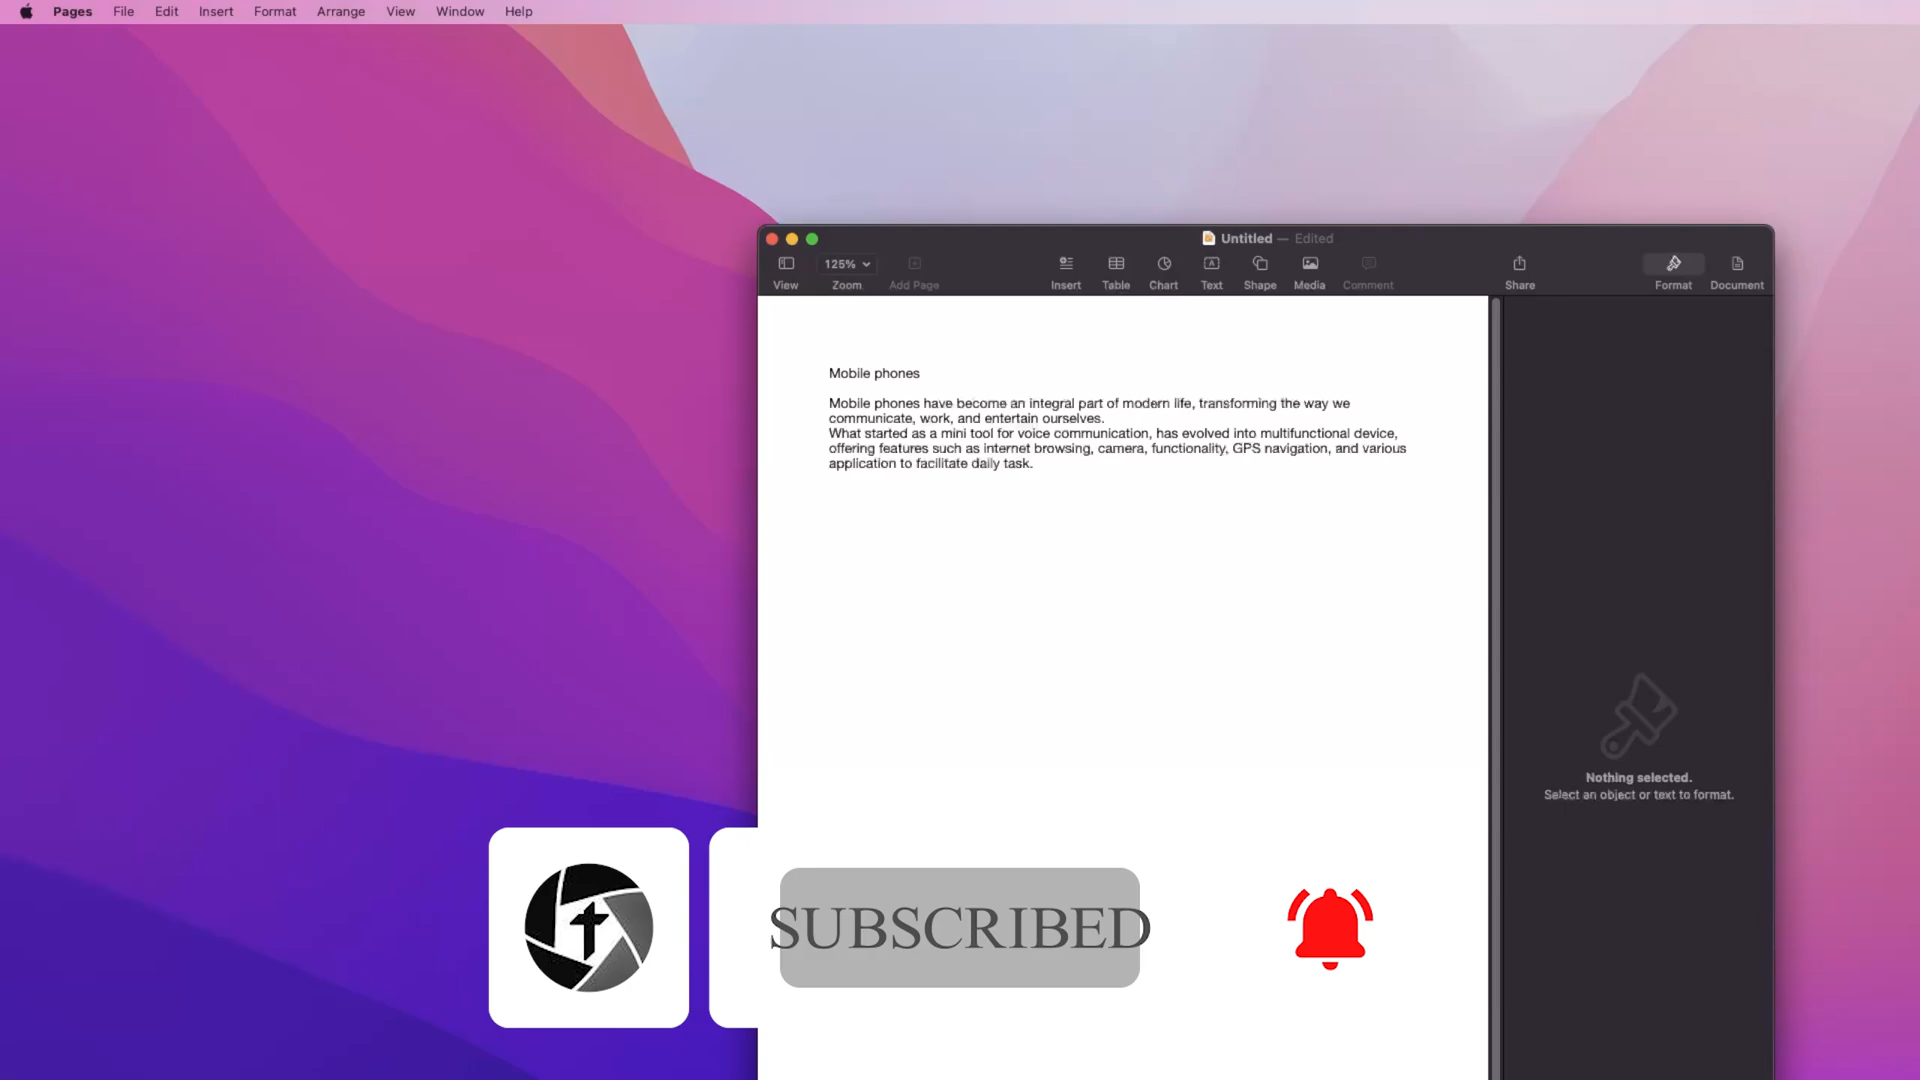 Pages File Edit Insert Format Arrange View Window Help
Untitled — Edited
125%
View Zoom Add Page Insert Table Chart Text Shape Media Comment Share Format Document
Mobile phones
Mobile phones have become an integral part of modern life, transforming the way we
communicate, work, and entertain ourselves.
What started as a mini tool for voice communication, has evolved into multifunctional device,
offering features such as internet browsing, camera, functionality, GPS navigation, and various
application to facilitate daily task.
Nothing selected.
Select an object or text to format.
SUBSCRIBED